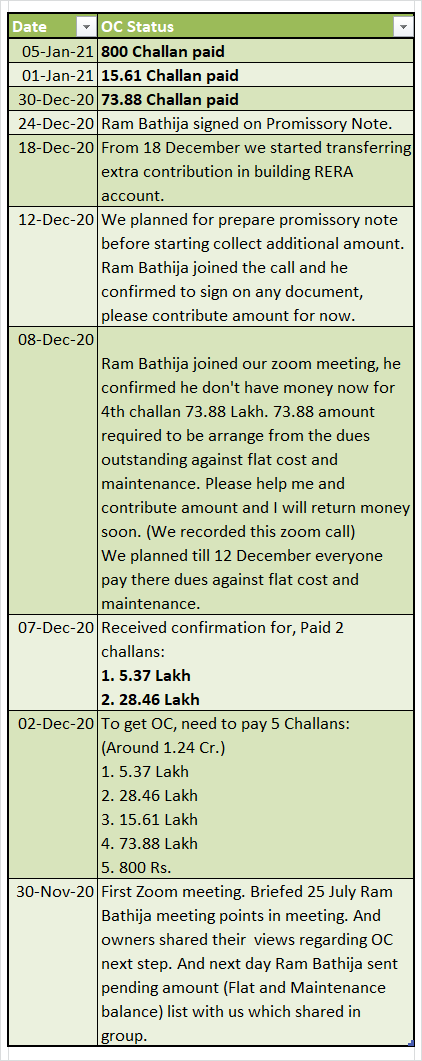 Date OC Status
05-Jan-21 800 Challan paid
01-Jan-21 15.61 Challan paid
30-Dec-20 73.88 Challan paid
24-Dec-20 Ram Bathija signed on Promissory Note.
18-Dec-20 From 18 December we started transferring
extra contribution in building RERA
account.
12-Dec-20 We planned for prepare promissory note
before starting collect additional amount.
Ram Bathija joined the call and he
confirmed to sign on any document,
please contribute amount for now.
08-Dec-20
Ram Bathija joined our zoom meeting, he
confirmed he don't have money now for
4th challan 73.88 Lakh. 73.88 amount
required to be arrange from the dues
outstanding against flat cost and
maintenance. Please help me and
contribute amount and I will return money
soon. (We recorded this zoom call)
We planned till 12 December everyone
pay there dues against flat cost and
maintenance.
07-Dec-20 Received confirmation for, Paid 2
challans:
1. 5.37 Lakh
2. 28.46 Lakh
02-Dec-20 To get OC, need to pay 5 Challans:
(Around 1.24 Cr.)
1. 5.37 Lakh
2. 28.46 Lakh
3. 15.61 Lakh
4. 73.88 Lakh
5. 800 Rs.
30-Nov-20 First Zoom meeting. Briefed 25 July Ram
Bathija meeting points in meeting. And
owners shared their views regarding OC
next step. And next day Ram Bathija sent
pending amount (Flat and Maintenance
balance) list with us which shared in
group.